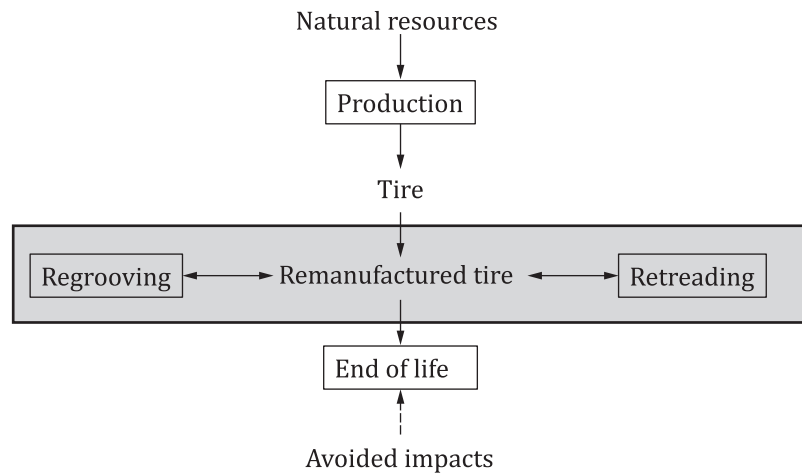 Natural resources
Production
Tire
Regrooving
Remanufactured tire
Retreading
End of life
Avoided impacts